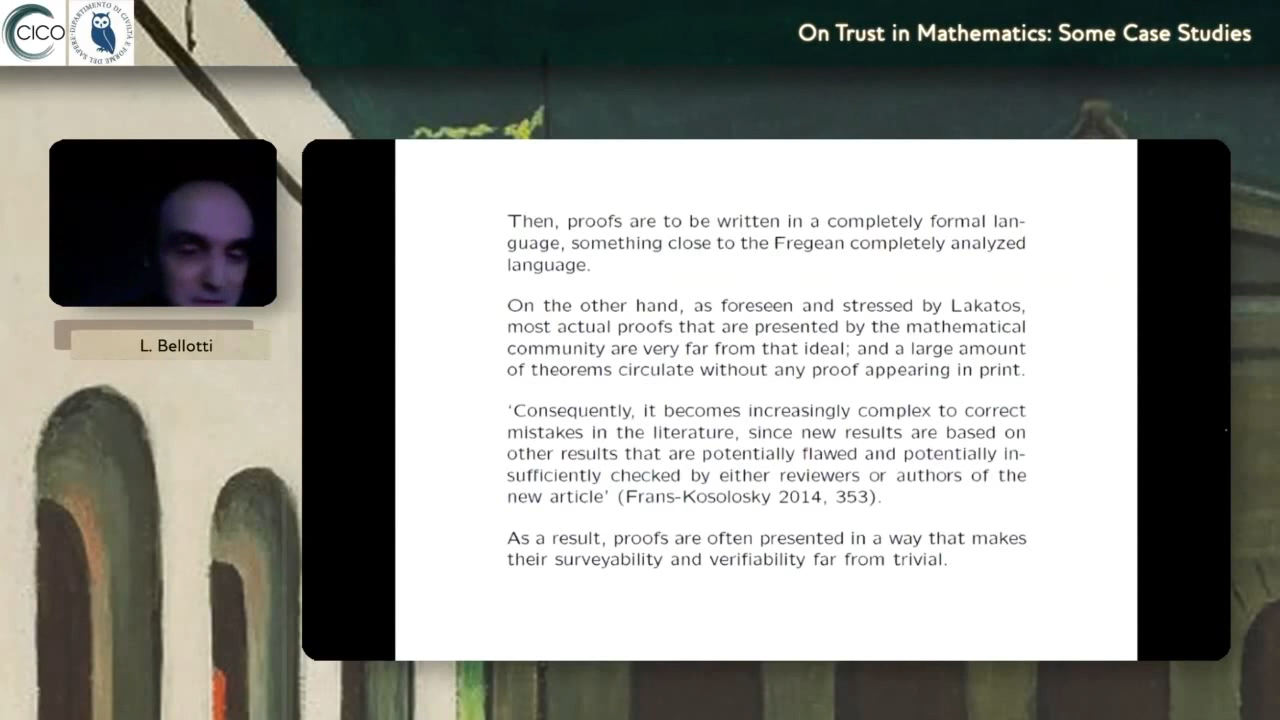 CICO
DIPARTIMENTO DI CIVILTÀ E FORME DEL SAPERE
On Trust in Mathematics: Some Case Studies
Then, proofs are to be written in a completely formal lan-
guage, something close to the Fregean completely analyzed
language.
On the other hand, as foreseen and stressed by Lakatos,
most actual proofs that are presented by the mathematical
community are very far from that ideal; and a large amount
of theorems circulate without any proof appearing in print.
‘Consequently, it becomes increasingly complex to correct
mistakes in the literature, since new results are based on
other results that are potentially flawed and potentially in-
sufficiently checked by either reviewers or authors of the
new article’ (Frans-Kosolosky 2014, 353).
As a result, proofs are often presented in a way that makes
their surveyability and verifiability far from trivial.
L. Bellotti